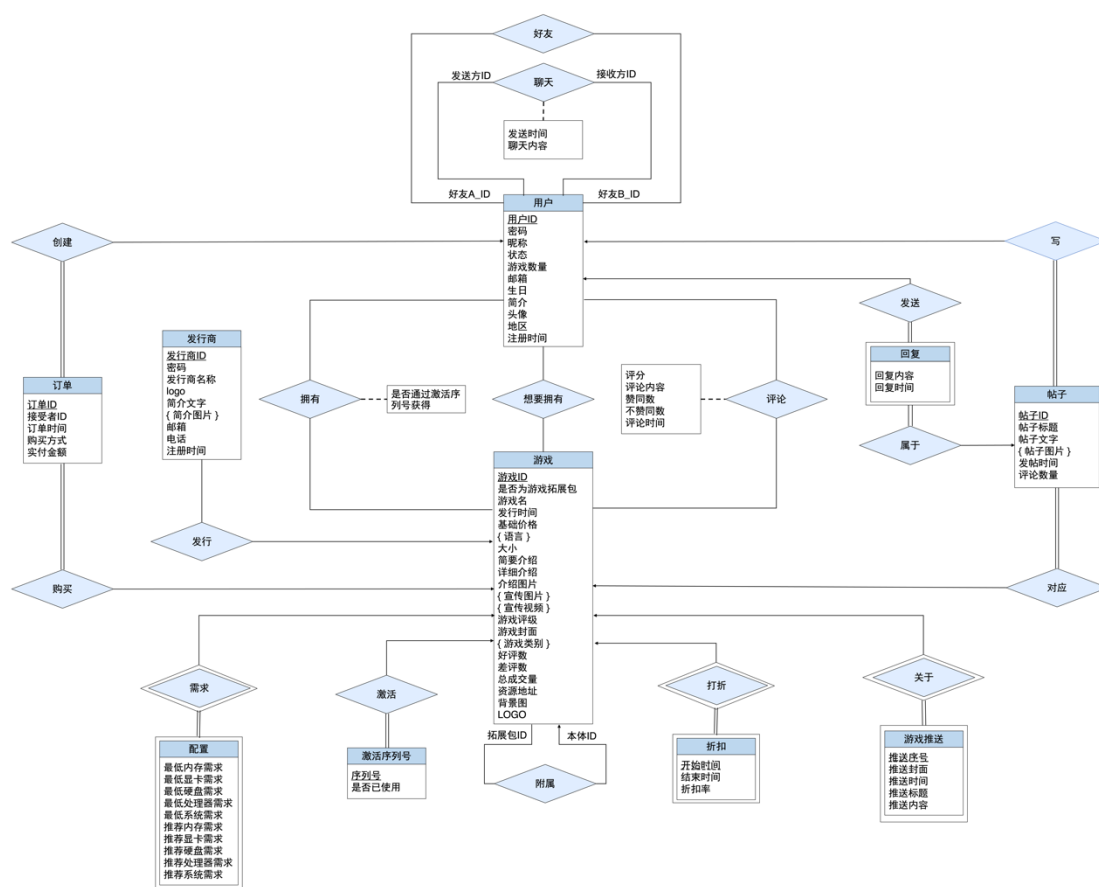 好友
发送方ID
聊天
接收方ID
发送时间
聊天内容
好友A_ID
好友B_ID
用户
用户ID
密码
昵称
状态
游戏数量
邮箱
生日
简介
头像
地区
注册时间
创建
写
发送
回复
回复内容
回复时间
发行商
发行商ID
密码
发行商名称
logo
简介文字
{ 简介图片 }
邮箱
电话
注册时间
订单
订单ID
接受者ID
订单时间
购买方式
实付金额
拥有
是否通过激活序
列号获得
想要拥有
评分
评论内容
赞同数
不赞同数
评论时间
评论
帖子
帖子ID
帖子标题
帖子文字
{ 帖子图片 }
发帖时间
评论数量
属于
游戏
游戏ID
是否为游戏拓展包
游戏名
发行时间
基础价格
{ 语言 }
大小
简要介绍
详细介绍
介绍图片
{ 宣传图片 }
{ 宣传视频 }
游戏评级
游戏封面
{ 游戏类别 }
好评数
差评数
总成交量
资源地址
背景图
LOGO
发行
购买
对应
需求
激活
打折
关于
拓展包ID
本体ID
附属
配置
最低内存需求
最低显卡需求
最低硬盘需求
最低处理器需求
最低系统需求
推荐内存需求
推荐显卡需求
推荐硬盘需求
推荐处理器需求
推荐系统需求
激活序列号
序列号
是否已使用
折扣
开始时间
结束时间
折扣率
游戏推送
推送序号
推送封面
推送时间
推送标题
推送内容